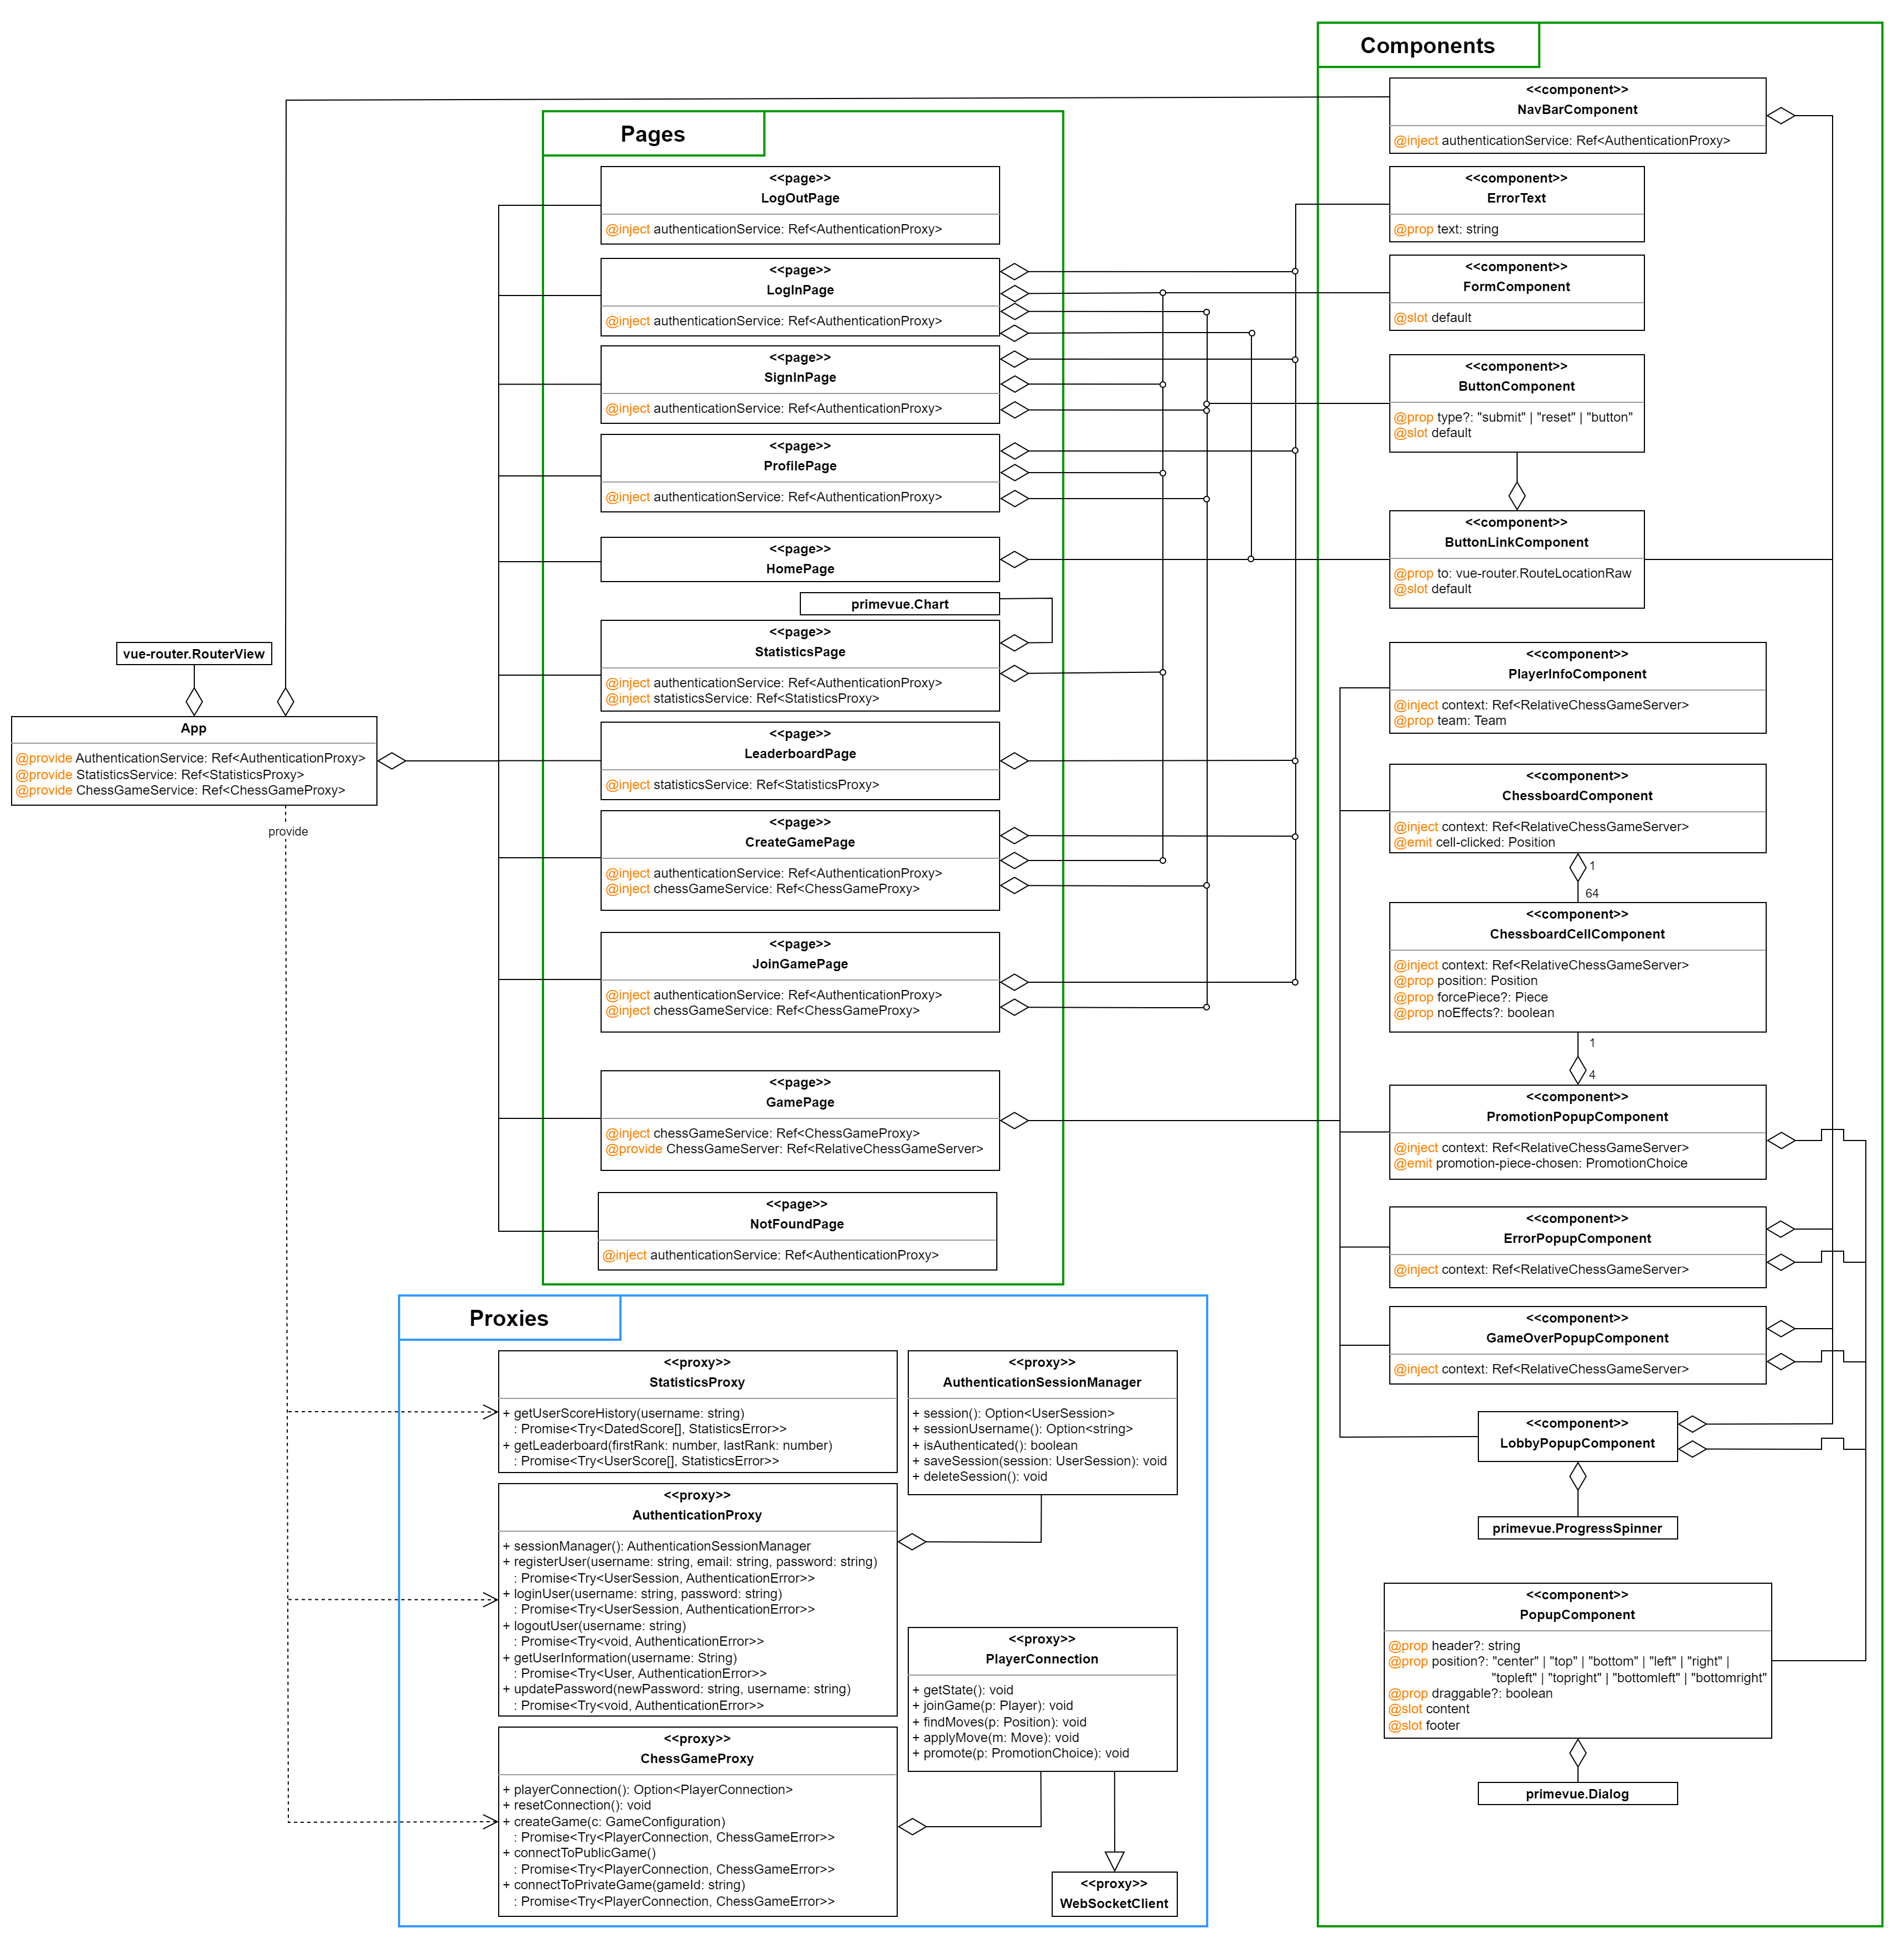 Components
<<component>>
NavBarComponent
@inject authenticationService: Ref<AuthenticationProxy>
<<component>>
ErrorText
@prop text: string
<<component>>
FormComponent
@slot default
<<component>>
ButtonComponent
@prop type?: "submit" | "reset" | "button"
@slot default
<<component>>
ButtonLinkComponent
@prop to: vue-router.RouteLocationRaw
@slot default
<<component>>
PlayerInfoComponent
@inject context: Ref<RelativeChessGameServer>
@prop team: Team
<<component>>
ChessboardComponent
@inject context: Ref<RelativeChessGameServer>
@emit cell-clicked: Position
1
64
<<component>>
ChessboardCellComponent
@inject context: Ref<RelativeChessGameServer>
@prop position: Position
@prop forcePiece?: Piece
@prop noEffects?: boolean
1
4
<<component>>
PromotionPopupComponent
@inject context: Ref<RelativeChessGameServer>
@emit promotion-piece-chosen: PromotionChoice
<<component>>
ErrorPopupComponent
@inject context: Ref<RelativeChessGameServer>
<<component>>
GameOverPopupComponent
@inject context: Ref<RelativeChessGameServer>
<<component>>
LobbyPopupComponent
primevue.ProgressSpinner
<<component>>
PopupComponent
@prop header?: string
@prop position?: "center" | "top" | "bottom" | "left" | "right" |
"topleft" | "topright" | "bottomleft" | "bottomright"
@prop draggable?: boolean
@slot content
@slot footer
primevue.Dialog
Pages
<<page>>
LogOutPage
@inject authenticationService: Ref<AuthenticationProxy>
<<page>>
LogInPage
@inject authenticationService: Ref<AuthenticationProxy>
<<page>>
SignInPage
@inject authenticationService: Ref<AuthenticationProxy>
<<page>>
ProfilePage
@inject authenticationService: Ref<AuthenticationProxy>
<<page>>
HomePage
primevue.Chart
<<page>>
StatisticsPage
@inject authenticationService: Ref<AuthenticationProxy>
@inject statisticsService: Ref<StatisticsProxy>
<<page>>
LeaderboardPage
@inject statisticsService: Ref<StatisticsProxy>
<<page>>
CreateGamePage
@inject authenticationService: Ref<AuthenticationProxy>
@inject chessGameService: Ref<ChessGameProxy>
<<page>>
JoinGamePage
@inject authenticationService: Ref<AuthenticationProxy>
@inject chessGameService: Ref<ChessGameProxy>
<<page>>
GamePage
@inject chessGameService: Ref<ChessGameProxy>
@provide ChessGameServer: Ref<RelativeChessGameServer>
<<page>>
NotFoundPage
@inject authenticationService: Ref<AuthenticationProxy>
vue-router.RouterView
App
@provide AuthenticationService: Ref<AuthenticationProxy>
@provide StatisticsService: Ref<StatisticsProxy>
@provide ChessGameService: Ref<ChessGameProxy>
provide
Proxies
<<proxy>>
StatisticsProxy
+ getUserScoreHistory(username: string)
: Promise<Try<DatedScore[], StatisticsError>>
+ getLeaderboard(firstRank: number, lastRank: number)
: Promise<Try<UserScore[], StatisticsError>>
<<proxy>>
AuthenticationSessionManager
+ session(): Option<UserSession>
+ sessionUsername(): Option<string>
+ isAuthenticated(): boolean
+ saveSession(session: UserSession): void
+ deleteSession(): void
<<proxy>>
AuthenticationProxy
+ sessionManager(): AuthenticationSessionManager
+ registerUser(username: string, email: string, password: string)
: Promise<Try<UserSession, AuthenticationError>>
+ loginUser(username: string, password: string)
: Promise<Try<UserSession, AuthenticationError>>
+ logoutUser(username: string)
: Promise<Try<void, AuthenticationError>>
+ getUserInformation(username: String)
: Promise<Try<User, AuthenticationError>>
+ updatePassword(newPassword: string, username: string)
: Promise<Try<void, AuthenticationError>>
<<proxy>>
PlayerConnection
+ getState(): void
+ joinGame(p: Player): void
+ findMoves(p: Position): void
+ applyMove(m: Move): void
+ promote(p: PromotionChoice): void
<<proxy>>
ChessGameProxy
+ playerConnection(): Option<PlayerConnection>
+ resetConnection(): void
+ createGame(c: GameConfiguration)
: Promise<Try<PlayerConnection, ChessGameError>>
+ connectToPublicGame()
: Promise<Try<PlayerConnection, ChessGameError>>
+ connectToPrivateGame(gameId: string)
: Promise<Try<PlayerConnection, ChessGameError>>
<<proxy>>
WebSocketClient